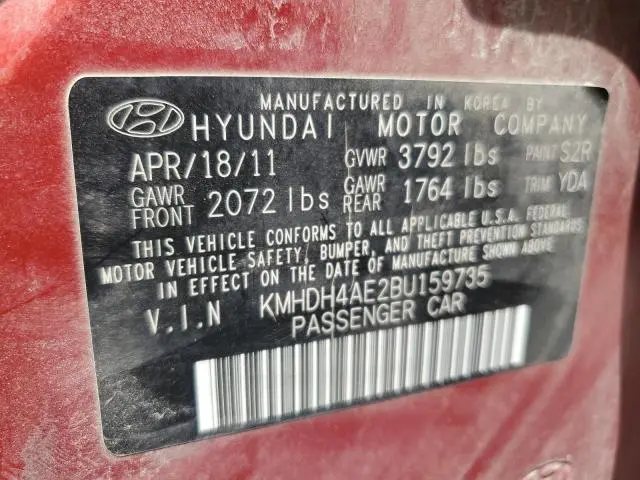 MANUFACTURED IN KOREA BY
HYUNDAI MOTOR COMPANY
APR/18/11 GVWR 3792 lbs PAINT S2R
GAWR FRONT 2072 lbs GAWR REAR 1764 lbs TRIM YDA
THIS VEHICLE CONFORMS TO ALL APPLICABLE U.S.A. FEDERAL
MOTOR VEHICLE SAFETY, BUMPER, AND THEFT PREVENTION STANDARDS
IN EFFECT ON THE DATE OF MANUFACTURE SHOWN ABOVE
V.I.N KMHDH4AE2BU159735
PASSENGER CAR